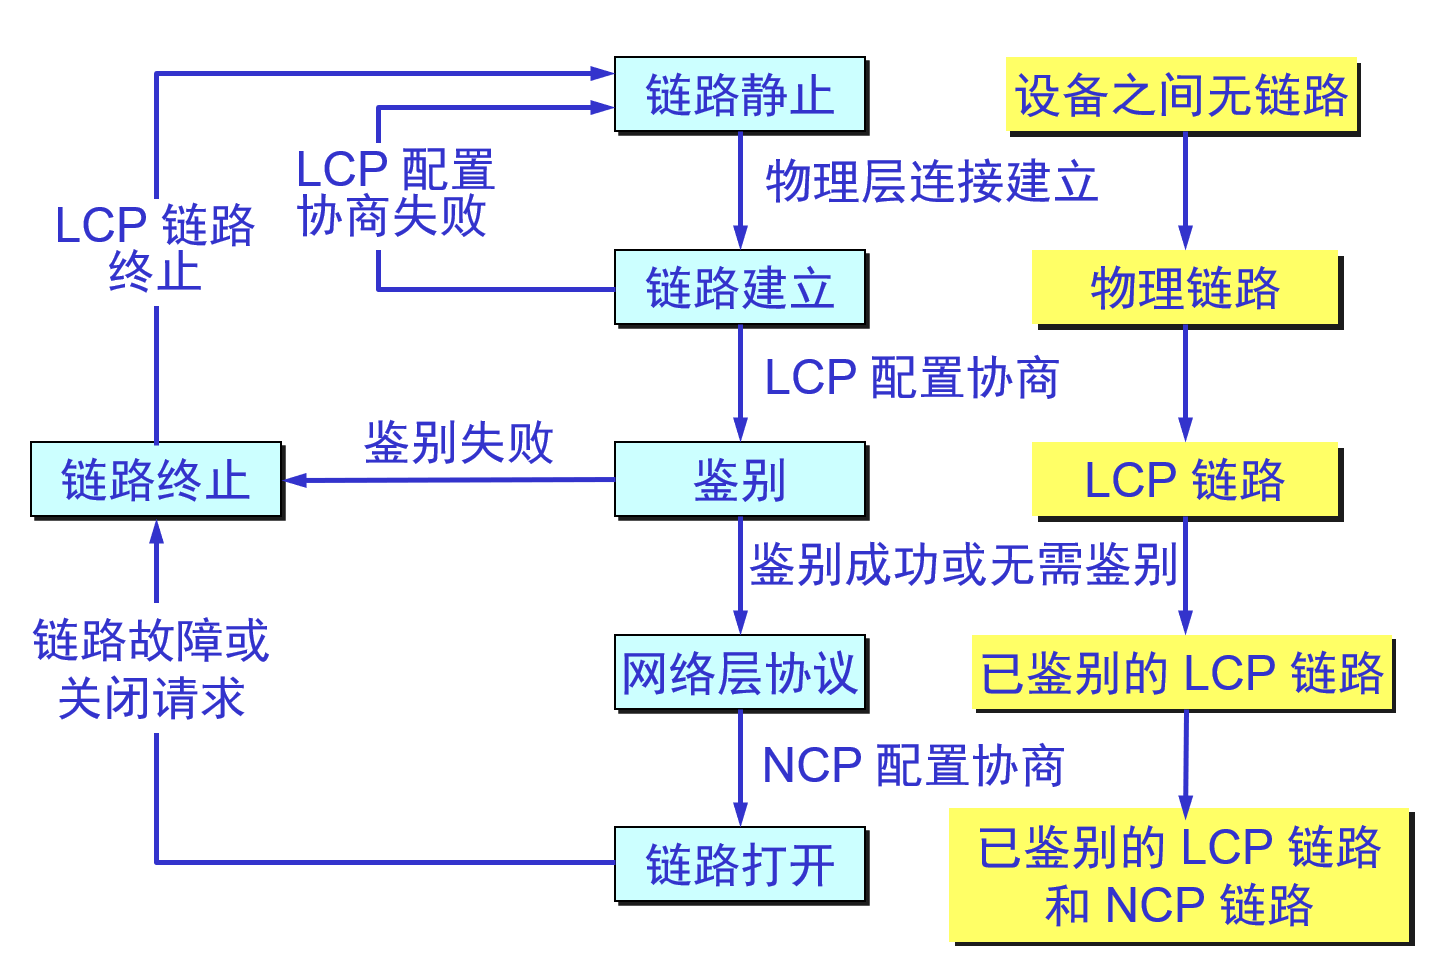 链路静止
设备之间无链路
LCP 配置
协商失败
物理层连接建立
LCP 链路
终止
链路建立
物理链路
LCP 配置协商
鉴别失败
链路终止
鉴别
LCP 链路
鉴别成功或无需鉴别
链路故障或
关闭请求
网络层协议
已鉴别的 LCP 链路
NCP 配置协商
链路打开
已鉴别的 LCP 链路
和 NCP 链路